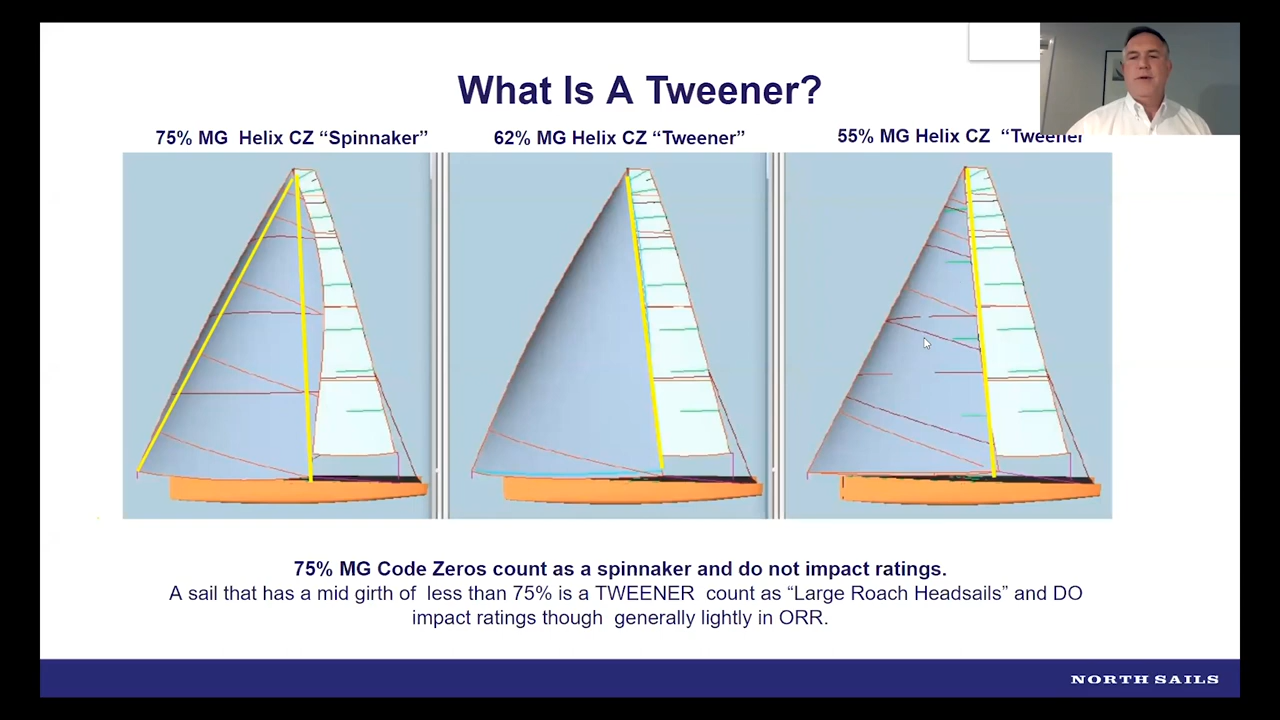 What Is A Tweener?
75% MG Helix CZ “Spinnaker”
62% MG Helix CZ “Tweener”
55% MG Helix CZ “Tweener
75% MG Code Zeros count as a spinnaker and do not impact ratings.
A sail that has a mid girth of less than 75% is a TWEENER count as “Large Roach Headsails” and DO
impact ratings though generally lightly in ORR.
NORTH SAILS